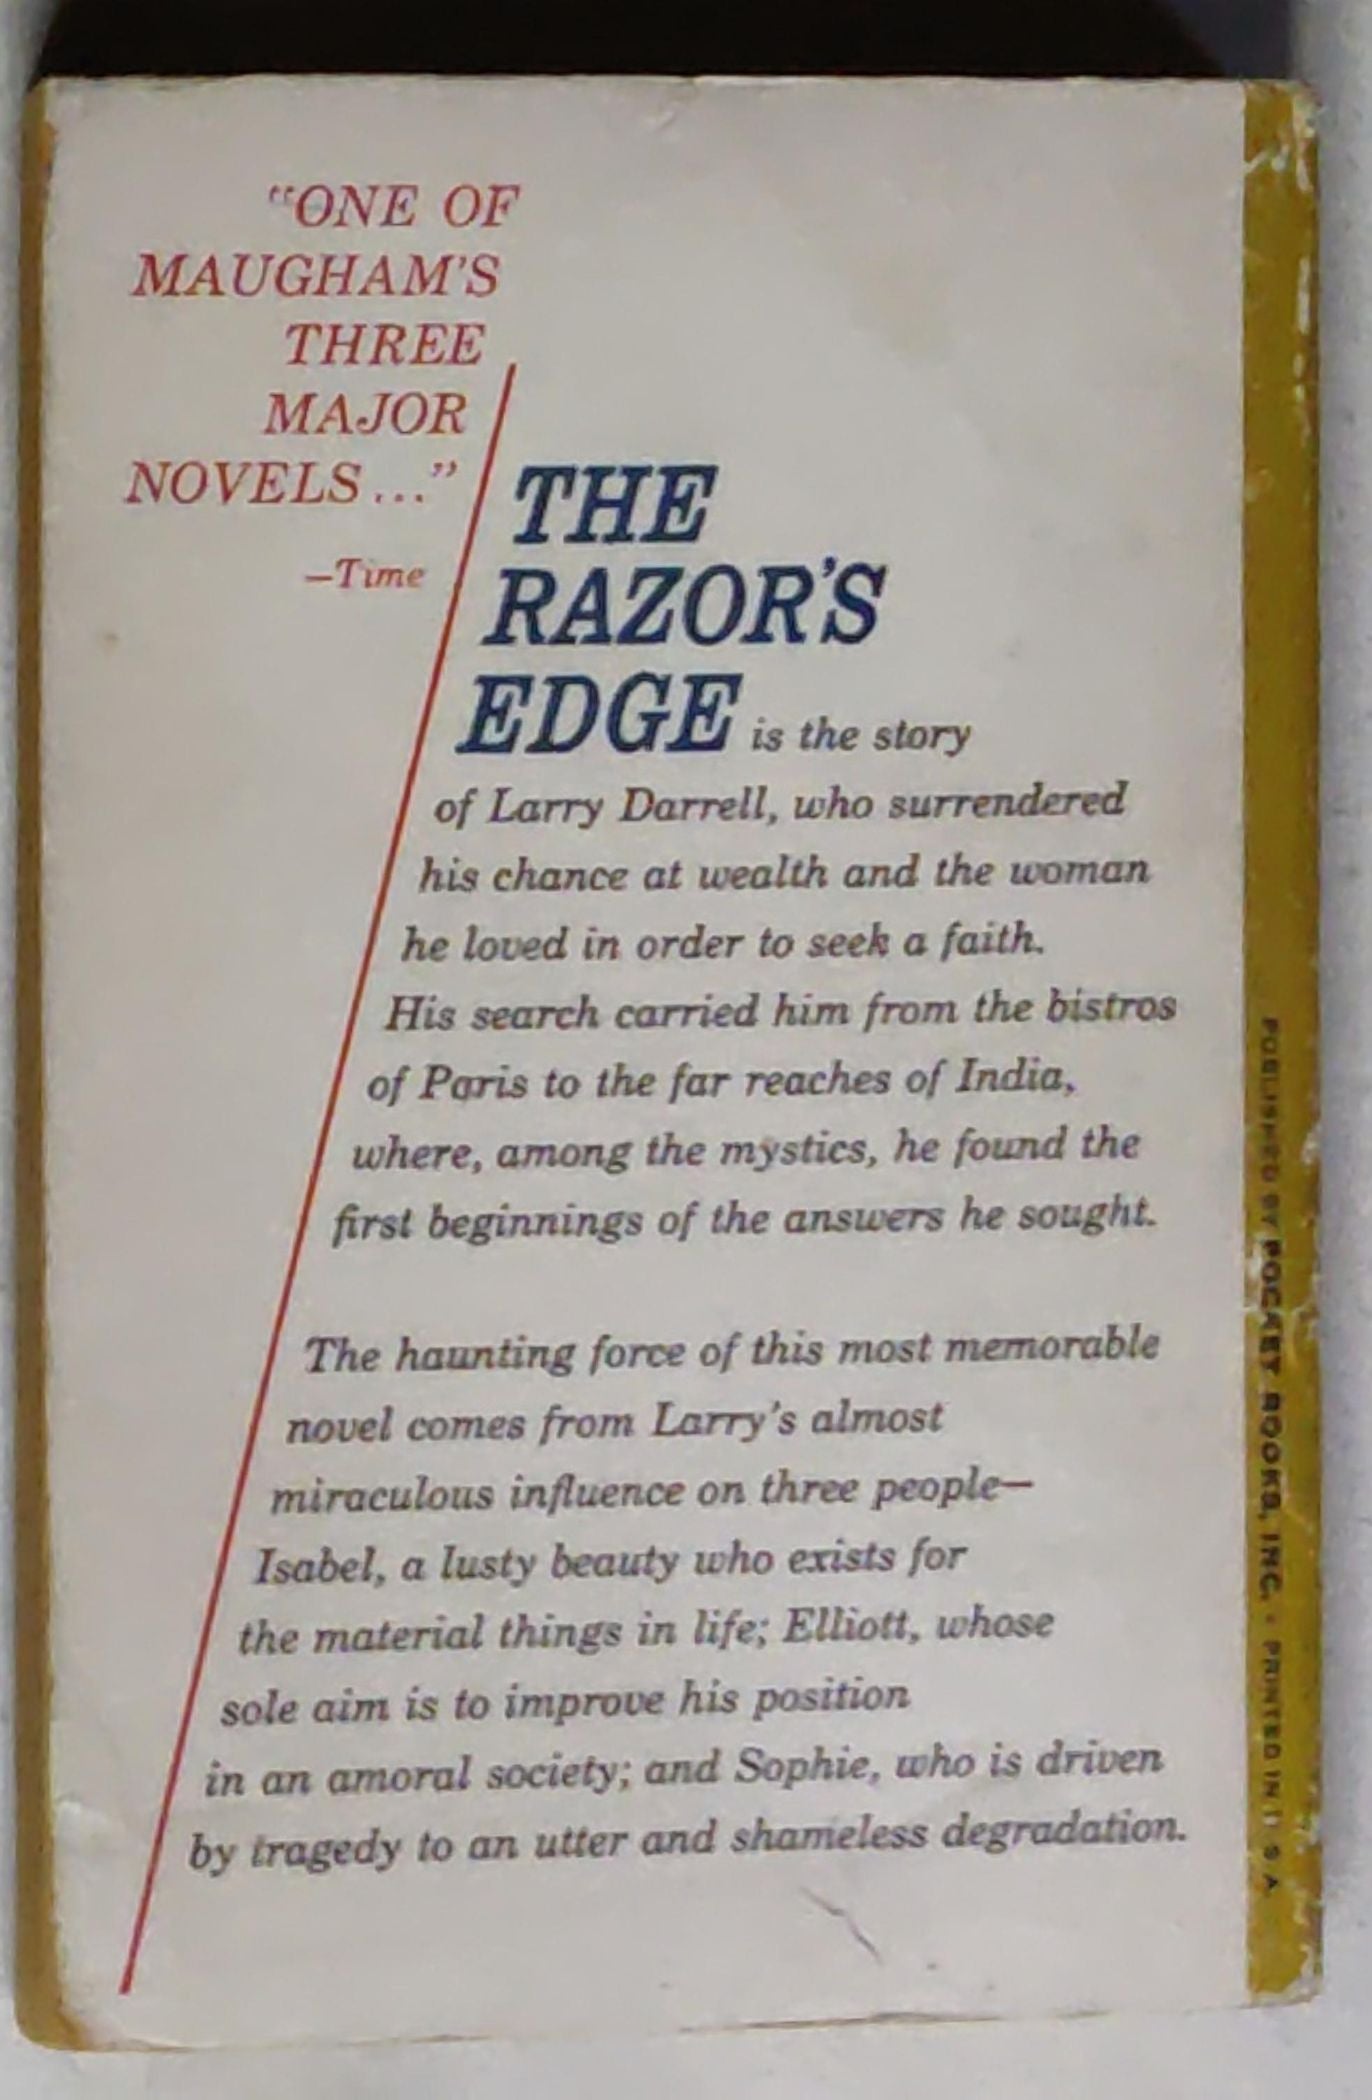 "ONE OF
MAUGHAM'S
THREE
MAJOR
NOVELS ..."
—Time
THE
RAZOR'S
EDGE is the story
of Larry Darrell, who surrendered
his chance at wealth and the woman
he loved in order to seek a faith.
His search carried him from the bistros
of Paris to the far reaches of India,
where, among the mystics, he found the
first beginnings of the answers he sought.
The haunting force of this most memorable
novel comes from Larry's almost
miraculous influence on three people—
Isabel, a lusty beauty who exists for
the material things in life; Elliott, whose
sole aim is to improve his position
in an amoral society; and Sophie, who is driven
by tragedy to an utter and shameless degradation.
PUBLISHED BY POCKET BOOKS, INC. • PRINTED IN U.S.A.